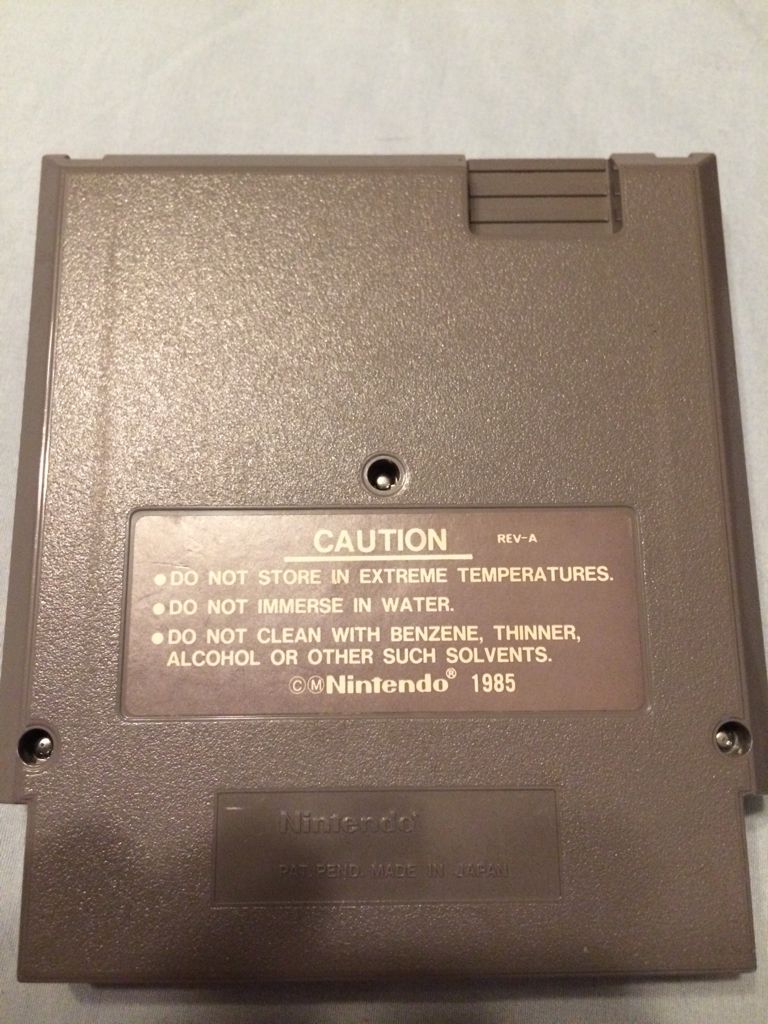 CAUTION REV-A
●DO NOT STORE IN EXTREME TEMPERATURES.
●DO NOT IMMERSE IN WATER.
●DO NOT CLEAN WITH BENZENE, THINNER,
ALCOHOL OR OTHER SUCH SOLVENTS.
ⒸⓂNintendo® 1985
Nintendo
PAT. PEND. MADE IN JAPAN